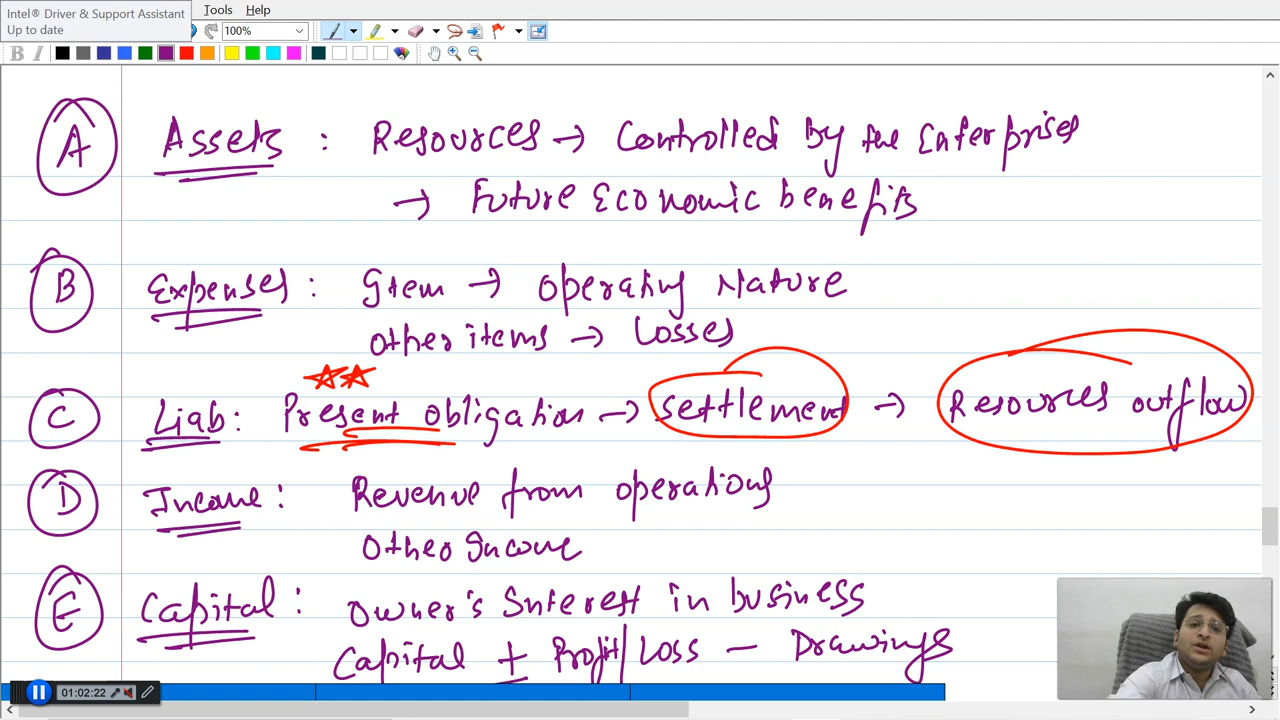 Intel® Driver & Support Assistant
Up to date
Tools Help
100%
B I
A Assets : Resources → Controlled by the Enterprises
→ Future Economic benefits
B Expenses : Item → Operating Nature
Other items → Losses
C Liab : Present obligation → settlement → Resources outflow
D Income : Revenue from operations
Other Income
E Capital : Owner's Interest in business
Capital + Profit/Loss - Drawings
01:02:22